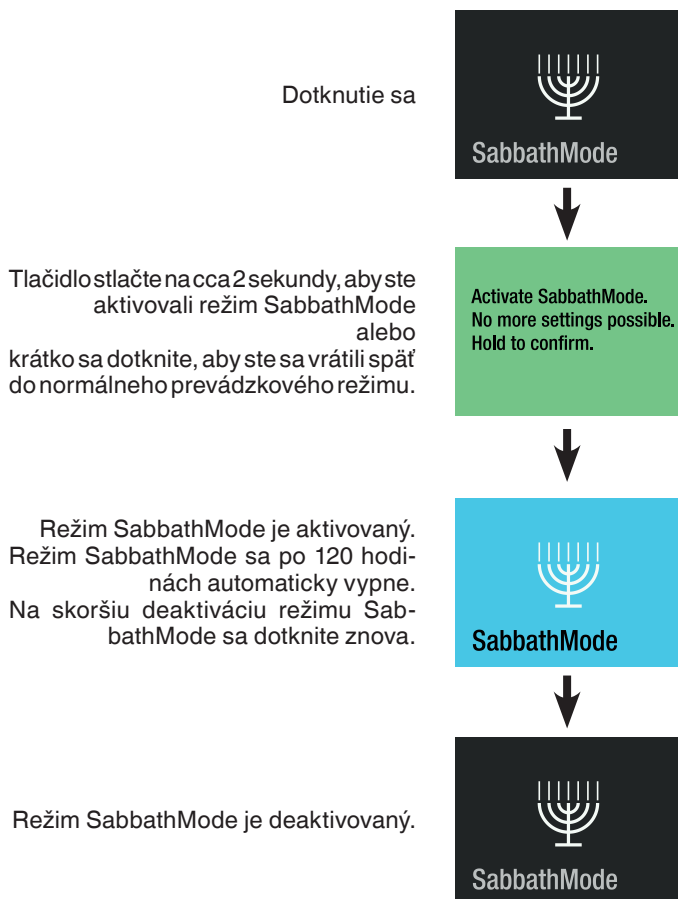 Dotknutie sa
SabbathMode
Tlačidlo stlačte na cca 2 sekundy, aby ste
aktivovali režim SabbathMode
alebo
krátko sa dotknite, aby ste sa vrátili späť
do normálneho prevádzkového režimu.
Activate SabbathMode.
No more settings possible.
Hold to confirm.
Režim SabbathMode je aktivovaný.
Režim SabbathMode sa po 120 hodi-
nách automaticky vypne.
Na skoršiu deaktiváciu režimu Sab-
bathMode sa dotknite znova.
SabbathMode
Režim SabbathMode je deaktivovaný.
SabbathMode